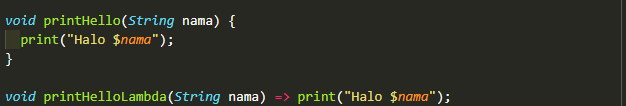 void printHello(String nama) {
  print("Halo $nama");
}
void printHelloLambda(String nama) => print("Halo $nama");